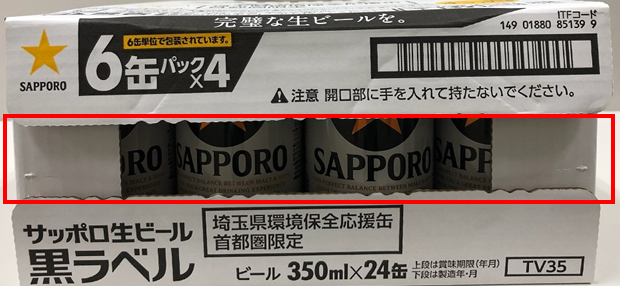 完璧な生ビールを。
ITFコード
149 01880 85139 9
6缶単位で包装されています。
6缶パック×4
SAPPORO
注意 開口部に手を入れて持たないでください。
SAPPORO
SAPPORO
サッポロ生ビール
黒ラベル
埼玉県環境保全応援缶
首都圏限定
ビール 350ml×24缶
上段は賞味期限(年月)
下段は製造年・月
TV35